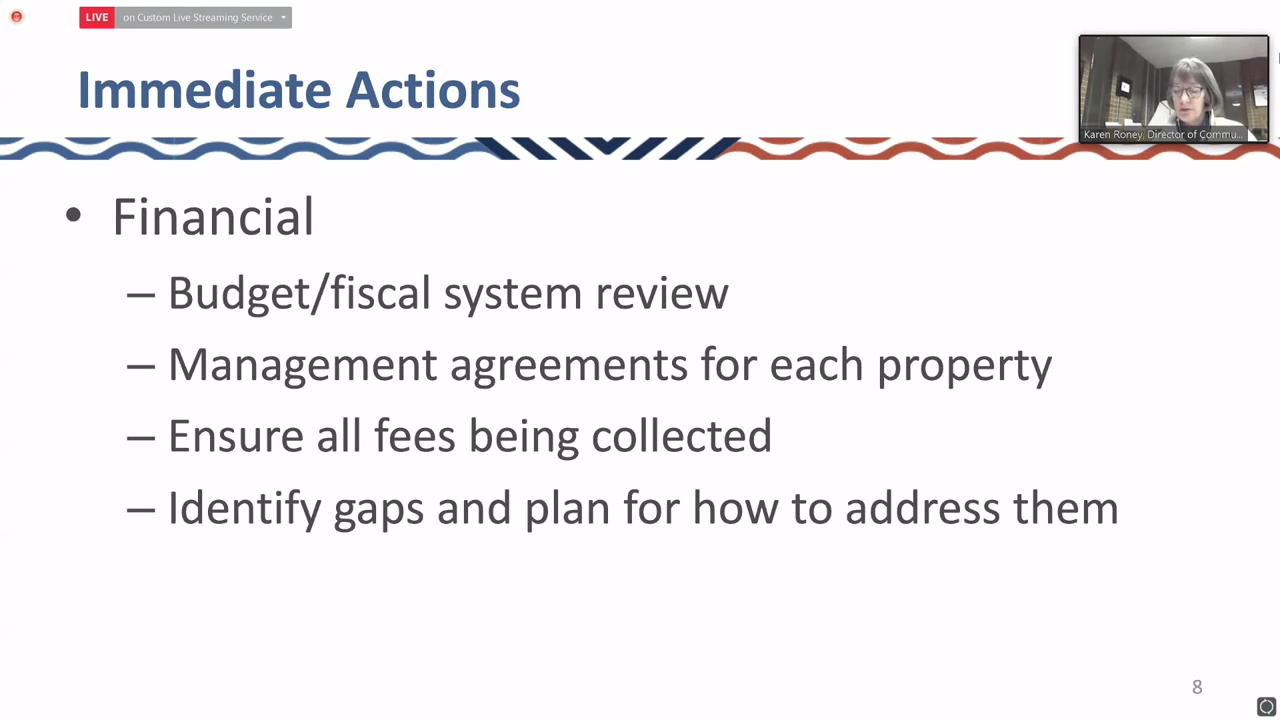 LIVE on Custom Live Streaming Service
Immediate Actions
Karen Roney, Director of Commu...
• Financial
– Budget/fiscal system review
– Management agreements for each property
– Ensure all fees being collected
– Identify gaps and plan for how to address them
8